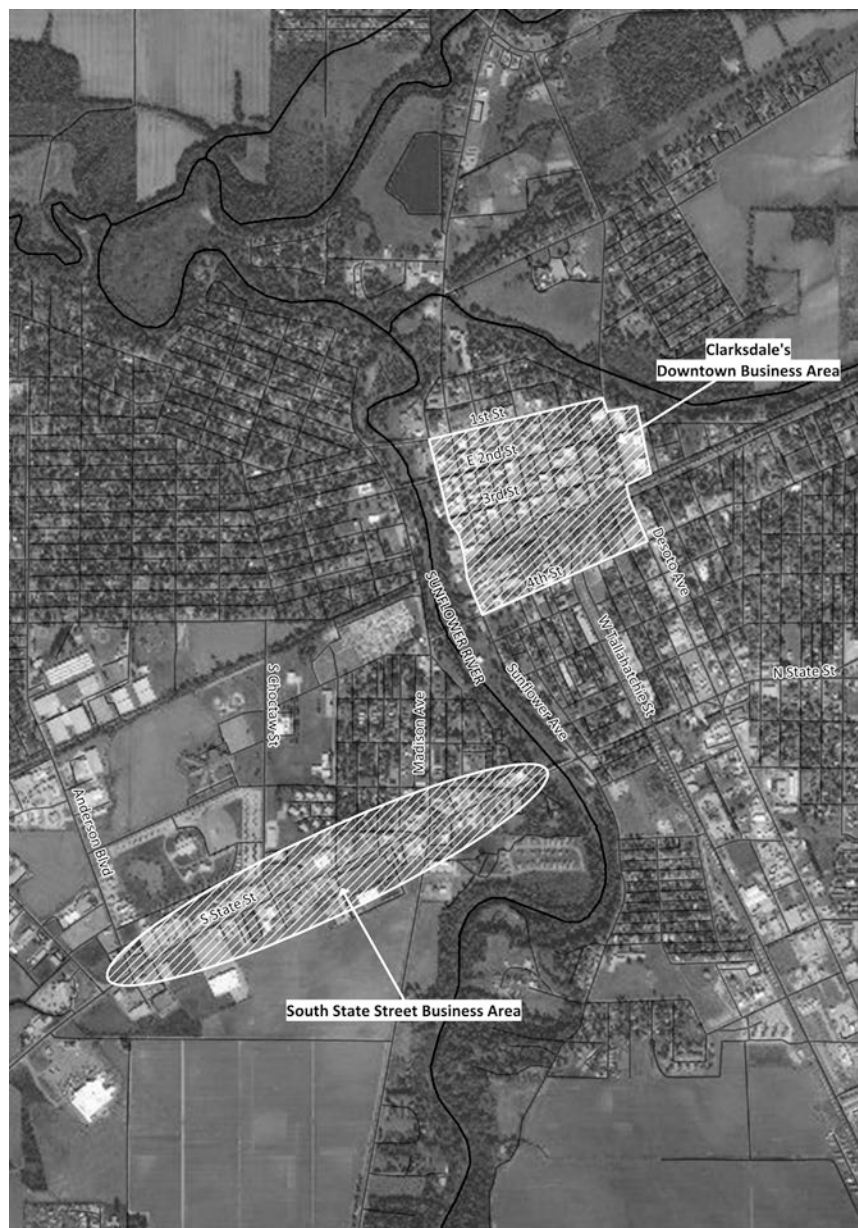 Clarksdale's
Downtown Business Area
1st St
E 2nd St
3rd St
4th St
Desoto Ave
SUNFLOWER RIVER
W Tallahatchie St
N State St
Sunflower Ave
S Choctaw St
Madison Ave
Anderson Blvd
S State St
South State Street Business Area